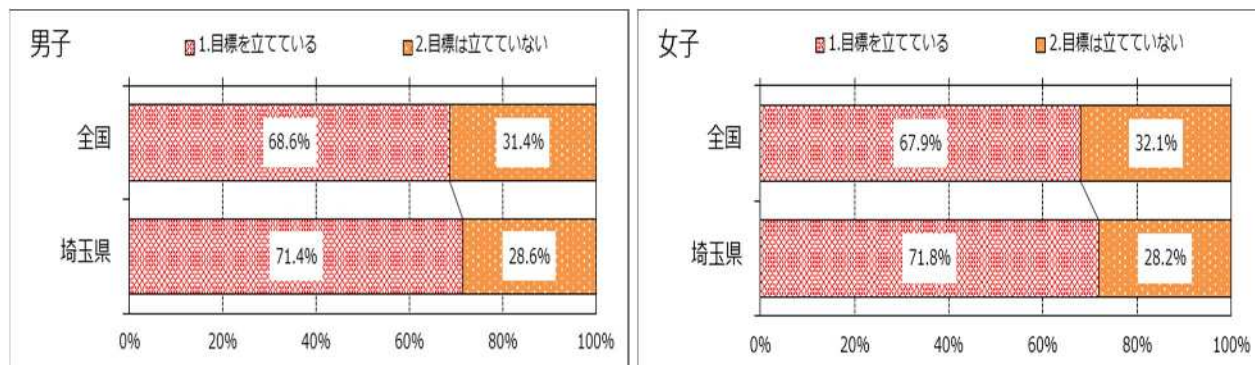 男子
1.目標を立てている 2.目標は立てていない
全国 68.6% 31.4%
埼玉県 71.4% 28.6%
0% 20% 40% 60% 80% 100%
女子
1.目標を立てている 2.目標は立てていない
全国 67.9% 32.1%
埼玉県 71.8% 28.2%
0% 20% 40% 60% 80% 100%